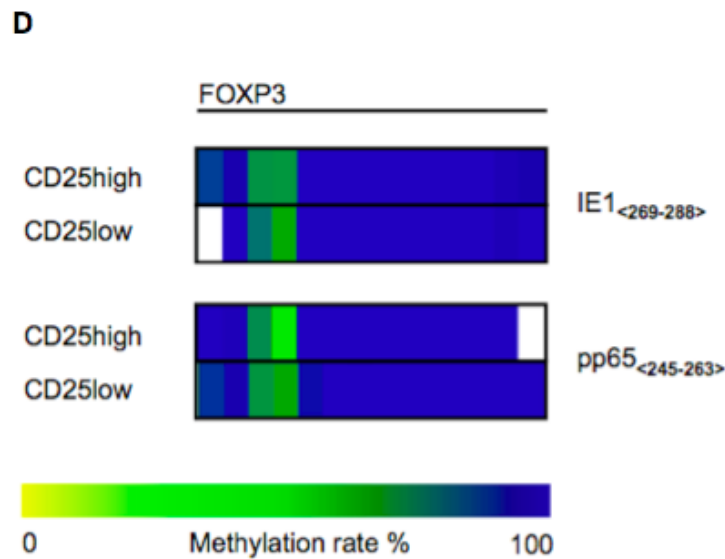 D
FOXP3
CD25high
CD25low
IE1<269-288>
CD25high
CD25low
pp65<245-263>
0 Methylation rate % 100